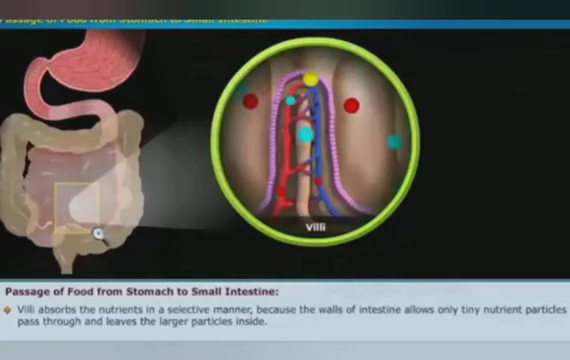 Passage of Food from Stomach to Small Intestine
Villi
Passage of Food from Stomach to Small Intestine:
Villi absorbs the nutrients in a selective manner, because the walls of intestine allows only tiny nutrient particles
pass through and leaves the larger particles inside.